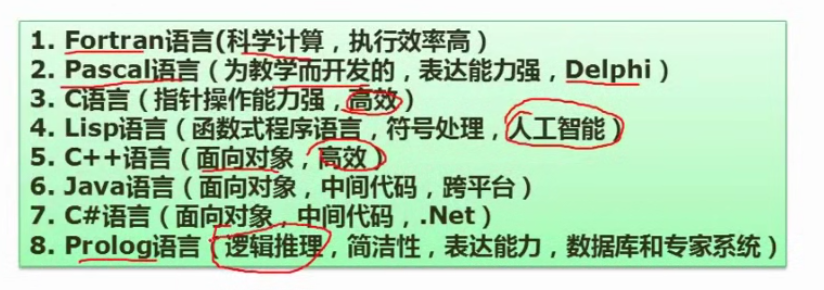 1. Fortran语言(科学计算，执行效率高）
2. Pascal语言（为教学而开发的，表达能力强，Delphi）
3. C语言（指针操作能力强，高效）
4. Lisp语言（函数式程序语言，符号处理，人工智能）
5. C++语言（面向对象，高效）
6. Java语言（面向对象，中间代码，跨平台）
7. C#语言（面向对象，中间代码，.Net）
8. Prolog语言（逻辑推理，简洁性，表达能力，数据库和专家系统）